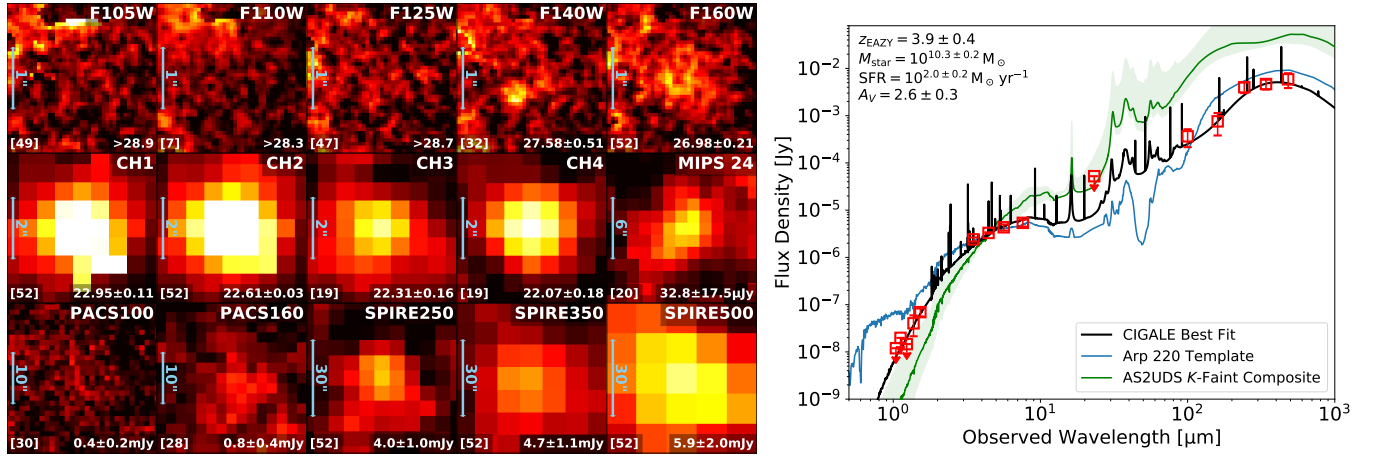 F105W
1"
[49] >28.9
F110W
1"
[7] >28.3
F125W
1"
[47] >28.7
F140W
1"
[32] 27.58±0.51
F160W
1"
[52] 26.98±0.21
CH1
2"
[52] 22.95±0.11
CH2
2"
[52] 22.61±0.03
CH3
2"
[19] 22.31±0.16
CH4
2"
[19] 22.07±0.18
MIPS 24
6"
[20] 32.8±17.5μJy
PACS100
10"
[30] 0.4±0.2mJy
PACS160
10"
[28] 0.8±0.4mJy
SPIRE250
30"
[52] 4.0±1.0mJy
SPIRE350
30"
[52] 4.7±1.1mJy
SPIRE500
30"
[52] 5.9±2.0mJy
z_EAZY = 3.9 ± 0.4
M_star = 10^{10.3 ± 0.2} M_⊙
SFR = 10^{2.0 ± 0.2} M_⊙ yr^{−1}
A_V = 2.6 ± 0.3
Flux Density [Jy]
10^{−2}
10^{−3}
10^{−4}
10^{−5}
10^{−6}
10^{−7}
10^{−8}
10^{−9}
CIGALE Best Fit
Arp 220 Template
AS2UDS K-Faint Composite
10^0 10^1 10^2 10^3
Observed Wavelength [μm]